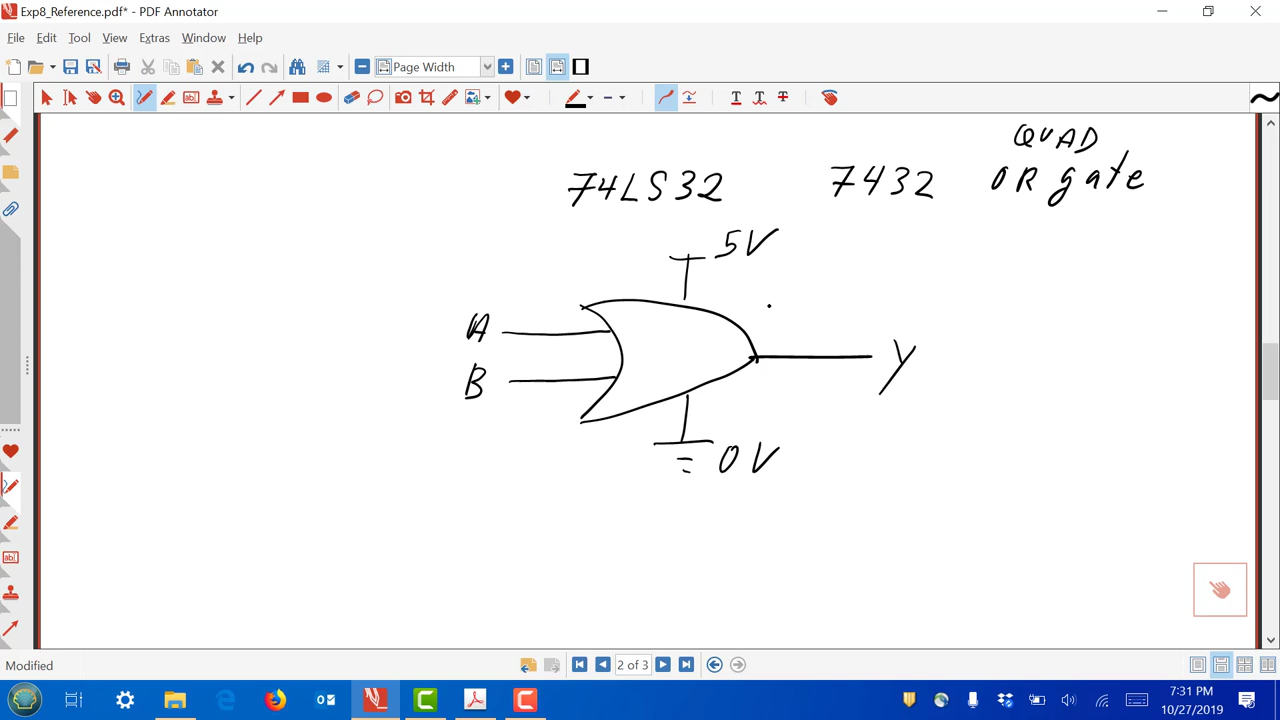 Exp8_Reference.pdf* - PDF Annotator
File Edit Tool View Extras Window Help
Page Width
QUAD
74LS32 7432 OR gate
5V
A
Y
B
0V
2 of 3
Modified
7:31 PM
10/27/2019